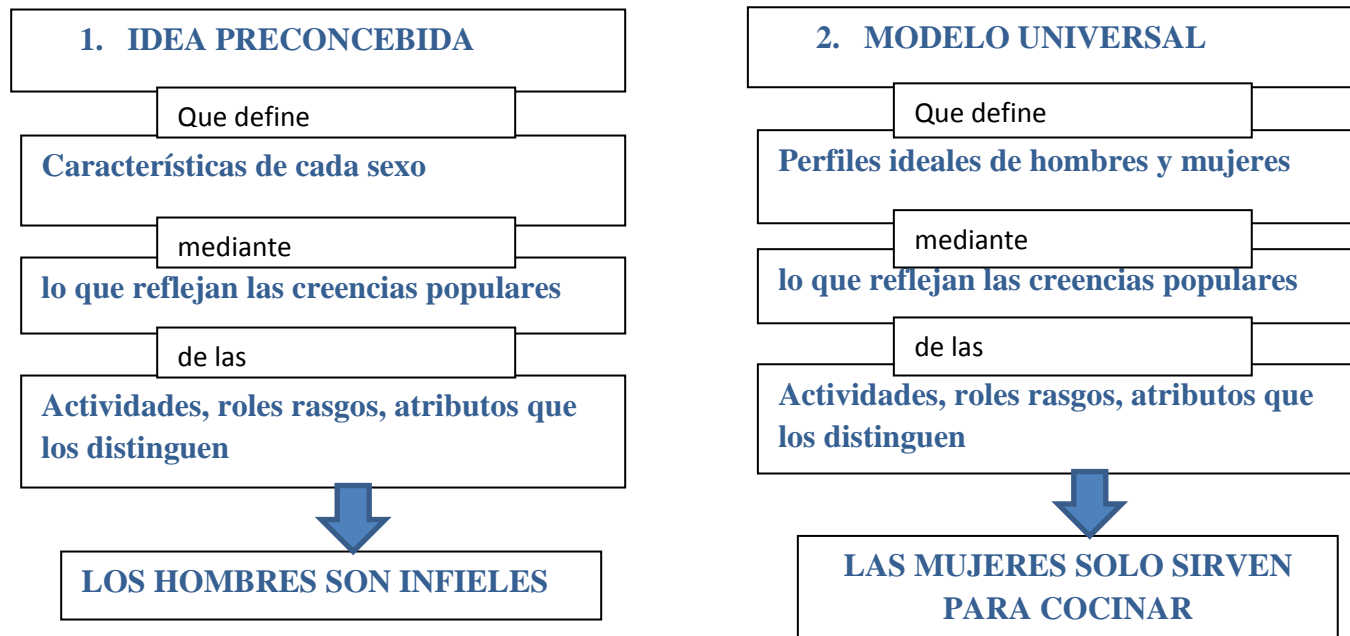 1. IDEA PRECONCEBIDA
Que define
Características de cada sexo
mediante
lo que reflejan las creencias populares
de las
Actividades, roles rasgos, atributos que
los distinguen
LOS HOMBRES SON INFIELES
2. MODELO UNIVERSAL
Que define
Perfiles ideales de hombres y mujeres
mediante
lo que reflejan las creencias populares
de las
Actividades, roles rasgos, atributos que
los distinguen
LAS MUJERES SOLO SIRVEN
PARA COCINAR